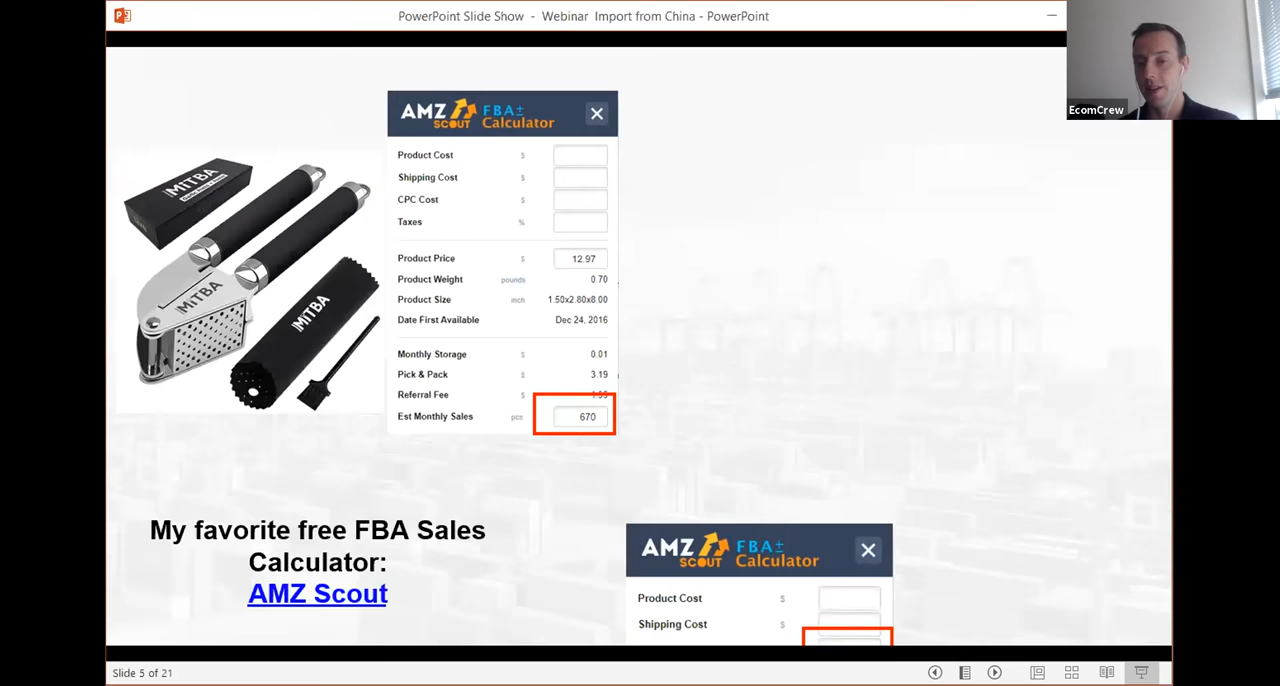 PowerPoint Slide Show - Webinar Import from China - PowerPoint
EcomCrew
AMZ SCOUT FBA± Calculator
Product Cost $
Shipping Cost $
CPC Cost $
Taxes %
Product Price $ 12.97
Product Weight pounds 0.70
Product Size inch 1.50x2.80x8.00
Date First Available Dec 24, 2016
Monthly Storage $ 0.01
Pick & Pack $ 3.19
Referral Fee $
Est Monthly Sales pcs 670
MiTBA
MiTBA
MiTBA
My favorite free FBA Sales
Calculator:
AMZ Scout
AMZ SCOUT FBA± Calculator
Product Cost $
Shipping Cost $
Slide 5 of 21